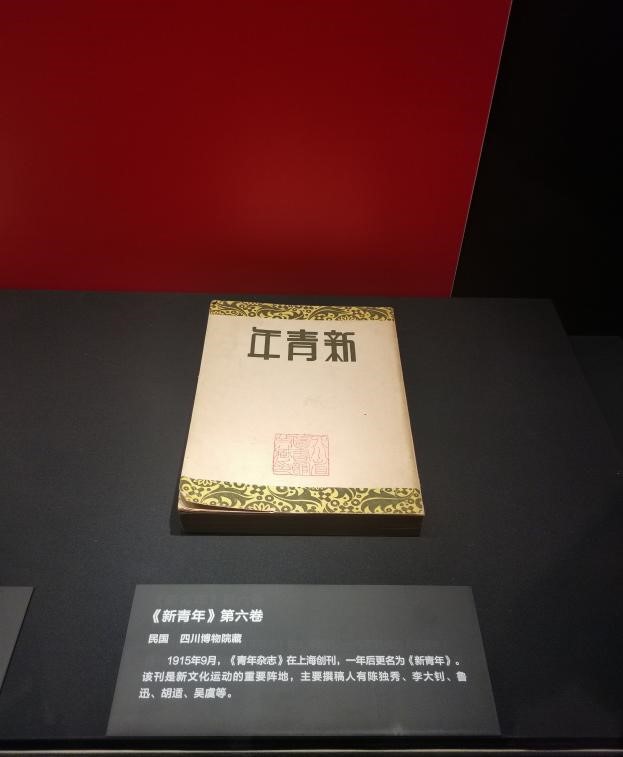 新青年
《新青年》第六卷
民国 四川博物院藏
1915年9月，《青年杂志》在上海创刊，一年后更名为《新青年》。
该刊是新文化运动的重要阵地，主要撰稿人有陈独秀、李大钊、鲁
迅、胡适、吴虞等。